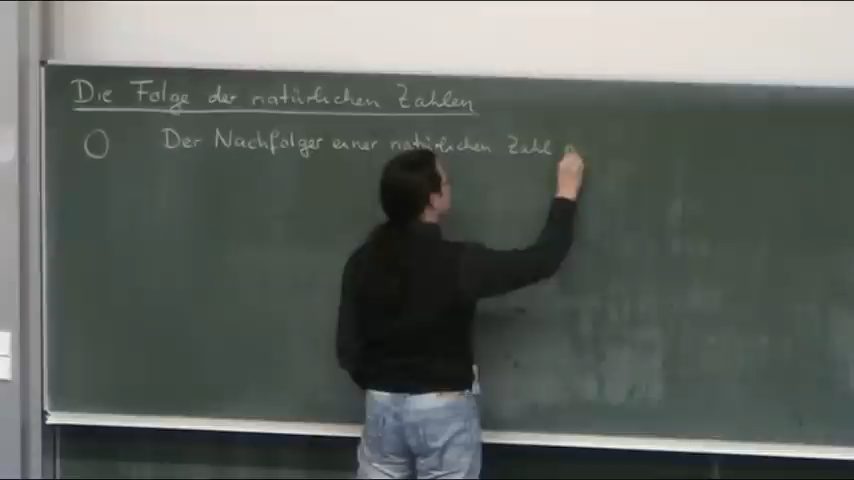 Die Folge der natürlichen Zahlen
0 Der Nachfolger einer natürlichen Zahl